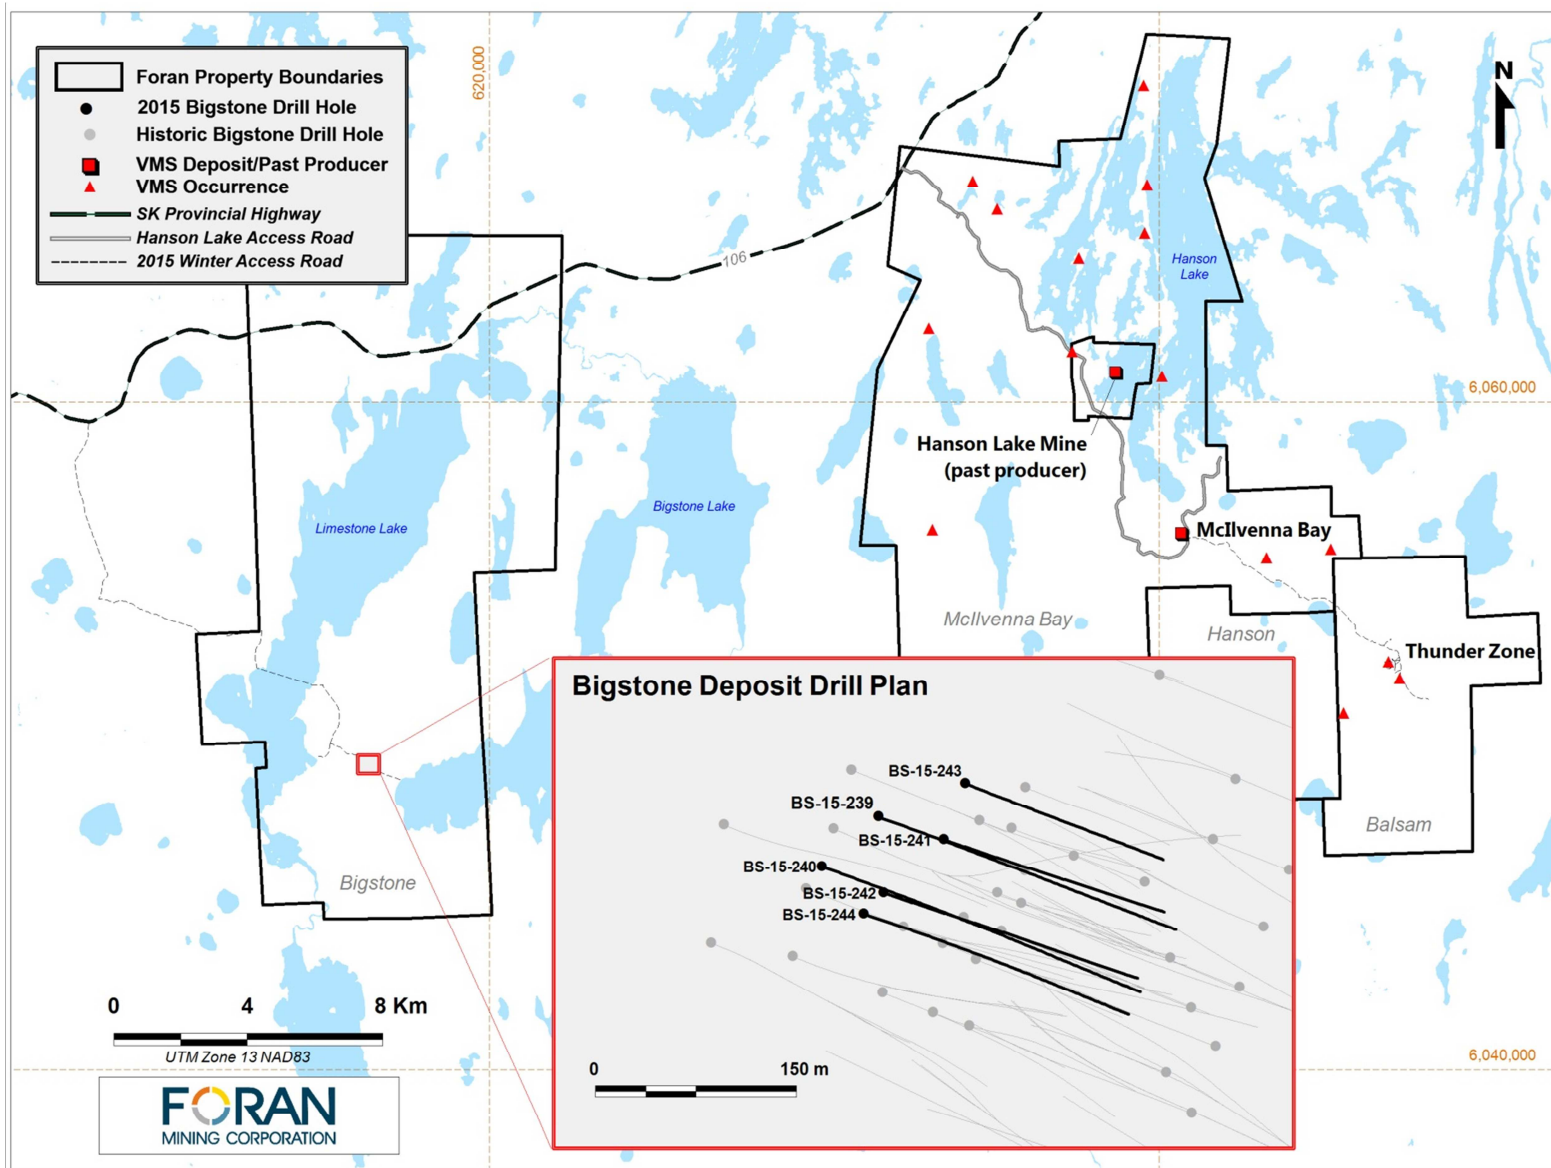 Foran Property Boundaries
2015 Bigstone Drill Hole
Historic Bigstone Drill Hole
VMS Deposit/Past Producer
VMS Occurrence
SK Provincial Highway
Hanson Lake Access Road
2015 Winter Access Road
620,000
N
106
Hanson
Lake
6,060,000
Hanson Lake Mine
(past producer)
Limestone Lake
Bigstone Lake
McIlvenna Bay
McIlvenna Bay
Hanson
Thunder Zone
Balsam
Bigstone
Bigstone Deposit Drill Plan
BS-15-243
BS-15-239
BS-15-241
BS-15-240
BS-15-242
BS-15-244
0 150 m
0 4 8 Km
UTM Zone 13 NAD83
6,040,000
FORAN
MINING CORPORATION